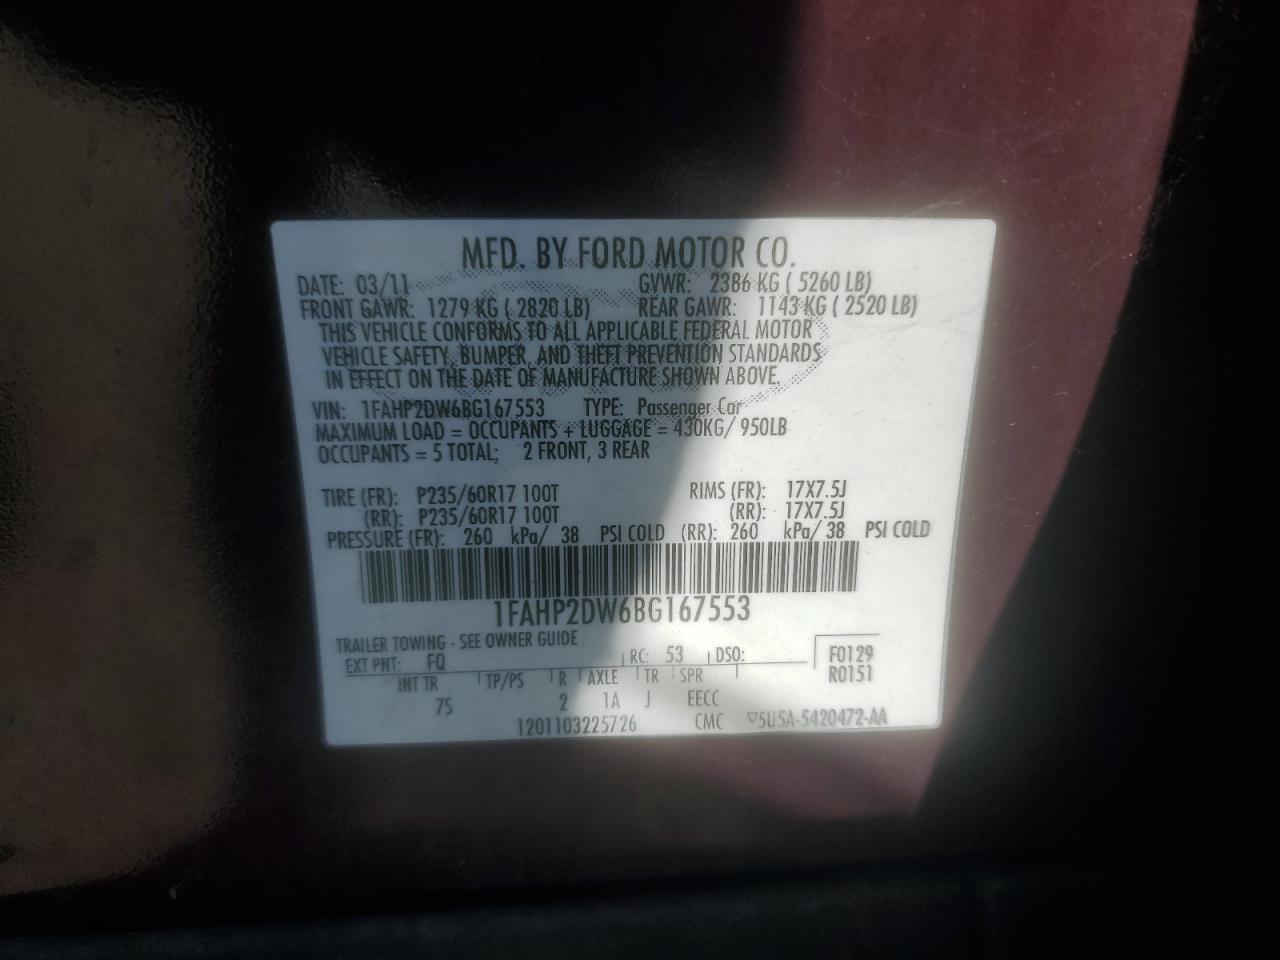 MFD. BY FORD MOTOR CO.
DATE: 03/11 GVWR: 2386 KG ( 5260 LB)
FRONT GAWR: 1279 KG ( 2820 LB) REAR GAWR: 1143 KG ( 2520 LB)
THIS VEHICLE CONFORMS TO ALL APPLICABLE FEDERAL MOTOR
VEHICLE SAFETY, BUMPER, AND THEFT PREVENTION STANDARDS
IN EFFECT ON THE DATE OF MANUFACTURE SHOWN ABOVE.
VIN: 1FAHP2DW6BG167553 TYPE: Passenger Car
MAXIMUM LOAD = OCCUPANTS + LUGGAGE = 430KG/ 950LB
OCCUPANTS = 5 TOTAL; 2 FRONT, 3 REAR
TIRE (FR): P235/60R17 100T RIMS (FR): 17X7.5J
(RR): P235/60R17 100T (RR): 17X7.5J
PRESSURE (FR): 260 kPa/ 38 PSI COLD (RR): 260 kPa/ 38 PSI COLD
1FAHP2DW6BG167553
TRAILER TOWING - SEE OWNER GUIDE
EXT PNT: FQ RC: 53 DSO: F0129
R0151
INT TR TP/PS R AXLE TR SPR
7S 2 1A J EECC
1201103225726 CMC ▽5U5A-5420472-AA